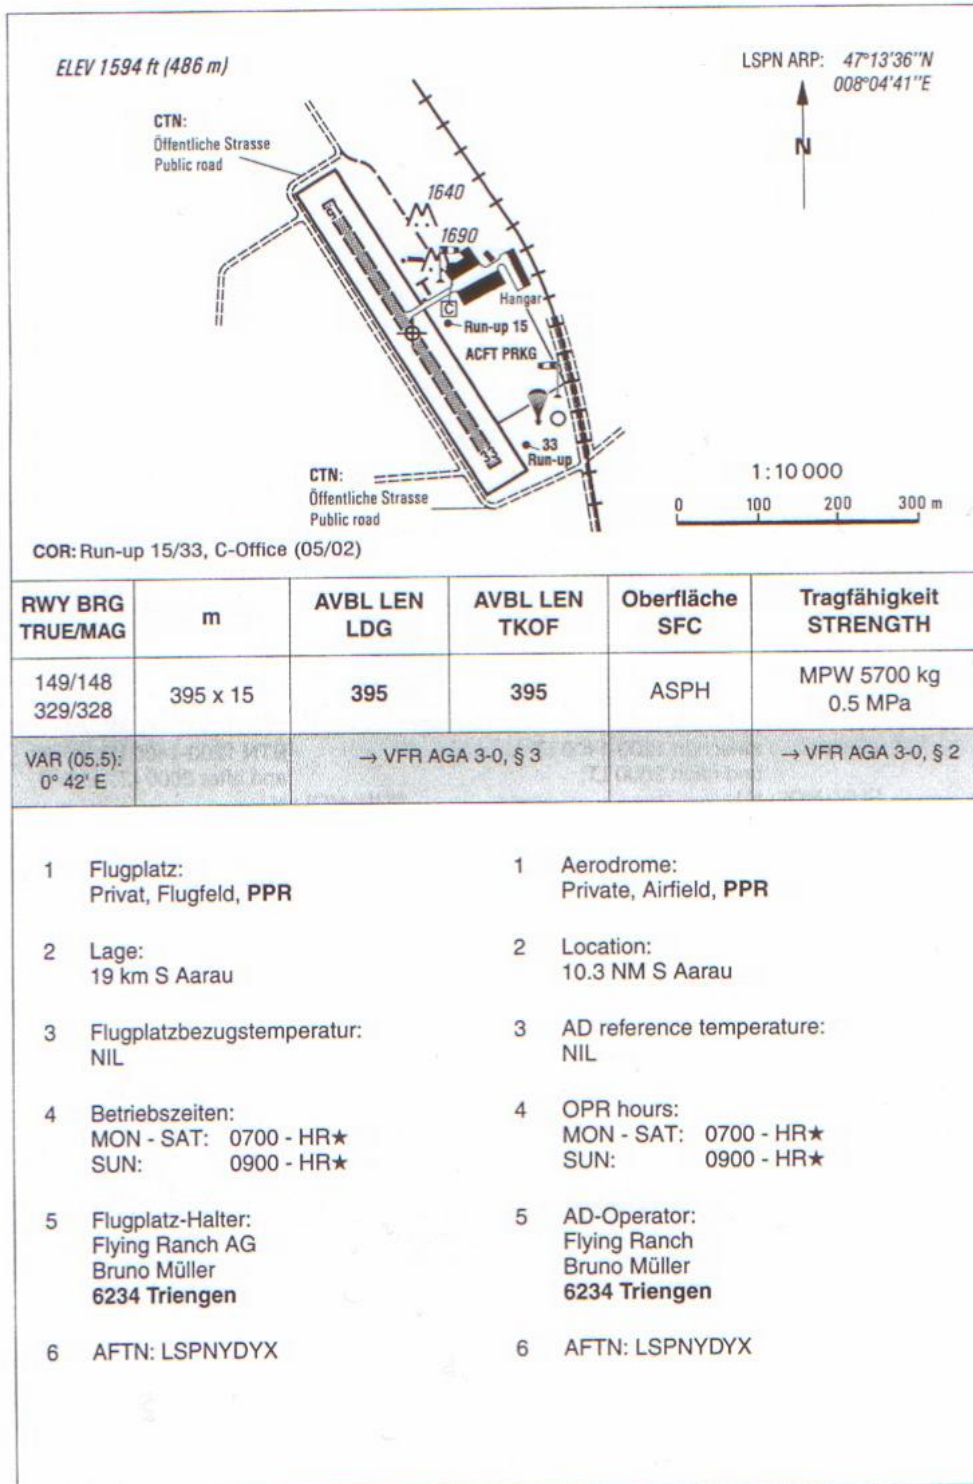 ELEV 1594 ft (486 m)
LSPN ARP: 47°13'36"N
008°04'41"E
N
CTN:
Öffentliche Strasse
Public road
1640
1690
Hangar
C
Run-up 15
ACFT PRKG
33
Run-up
CTN:
Öffentliche Strasse
Public road
1:10 000
0 100 200 300 m
COR: Run-up 15/33, C-Office (05/02)
RWY BRG TRUE/MAG
m
AVBL LEN LDG
AVBL LEN TKOF
Oberfläche SFC
Tragfähigkeit STRENGTH
149/148
329/328
395 x 15
395
395
ASPH
MPW 5700 kg
0.5 MPa
VAR (05.5):
0° 42' E
→ VFR AGA 3-0, § 3
→ VFR AGA 3-0, § 2
1 Flugplatz:
Privat, Flugfeld, PPR
2 Lage:
19 km S Aarau
3 Flugplatzbezugstemperatur:
NIL
4 Betriebszeiten:
MON - SAT: 0700 - HR★
SUN: 0900 - HR★
5 Flugplatz-Halter:
Flying Ranch AG
Bruno Müller
6234 Triengen
6 AFTN: LSPNYDYX
1 Aerodrome:
Private, Airfield, PPR
2 Location:
10.3 NM S Aarau
3 AD reference temperature:
NIL
4 OPR hours:
MON - SAT: 0700 - HR★
SUN: 0900 - HR★
5 AD-Operator:
Flying Ranch
Bruno Müller
6234 Triengen
6 AFTN: LSPNYDYX